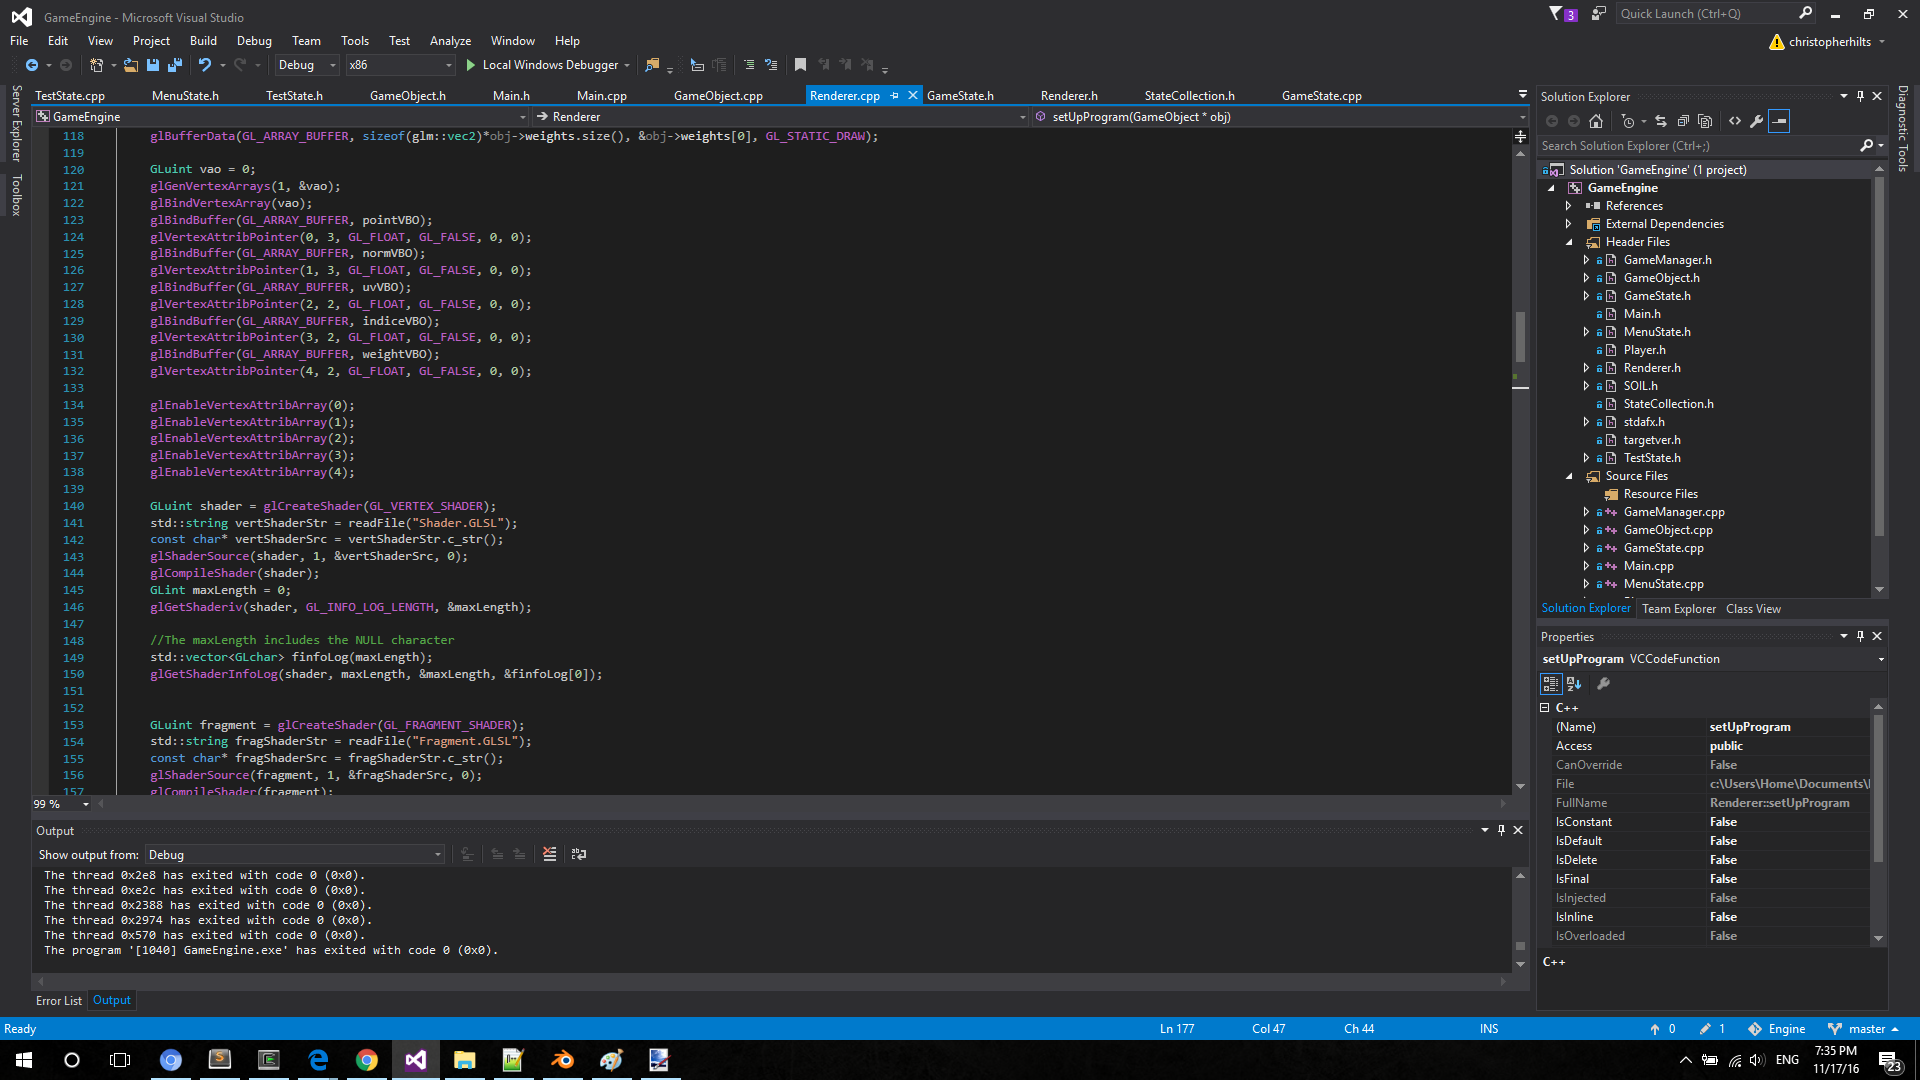 GameEngine - Microsoft Visual Studio
3
Quick Launch (Ctrl+Q)
File Edit View Project Build Debug Team Tools Test Analyze Window Help
christopherhilts
Debug x86 Local Windows Debugger
Server Explorer
Toolbox
TestState.cpp MenuState.h TestState.h GameObject.h Main.h Main.cpp GameObject.cpp Renderer.cpp GameState.h Renderer.h StateCollection.h GameState.cpp
GameEngine Renderer setUpProgram(GameObject * obj)
118 glBufferData(GL_ARRAY_BUFFER, sizeof(glm::vec2)*obj->weights.size(), &obj->weights[0], GL_STATIC_DRAW);
119
120 GLuint vao = 0;
121 glGenVertexArrays(1, &vao);
122 glBindVertexArray(vao);
123 glBindBuffer(GL_ARRAY_BUFFER, pointVBO);
124 glVertexAttribPointer(0, 3, GL_FLOAT, GL_FALSE, 0, 0);
125 glBindBuffer(GL_ARRAY_BUFFER, normVBO);
126 glVertexAttribPointer(1, 3, GL_FLOAT, GL_FALSE, 0, 0);
127 glBindBuffer(GL_ARRAY_BUFFER, uvVBO);
128 glVertexAttribPointer(2, 2, GL_FLOAT, GL_FALSE, 0, 0);
129 glBindBuffer(GL_ARRAY_BUFFER, indiceVBO);
130 glVertexAttribPointer(3, 2, GL_FLOAT, GL_FALSE, 0, 0);
131 glBindBuffer(GL_ARRAY_BUFFER, weightVBO);
132 glVertexAttribPointer(4, 2, GL_FLOAT, GL_FALSE, 0, 0);
133
134 glEnableVertexAttribArray(0);
135 glEnableVertexAttribArray(1);
136 glEnableVertexAttribArray(2);
137 glEnableVertexAttribArray(3);
138 glEnableVertexAttribArray(4);
139
140 GLuint shader = glCreateShader(GL_VERTEX_SHADER);
141 std::string vertShaderStr = readFile("Shader.GLSL");
142 const char* vertShaderSrc = vertShaderStr.c_str();
143 glShaderSource(shader, 1, &vertShaderSrc, 0);
144 glCompileShader(shader);
145 GLint maxLength = 0;
146 glGetShaderiv(shader, GL_INFO_LOG_LENGTH, &maxLength);
147
148 //The maxLength includes the NULL character
149 std::vector<GLchar> finfoLog(maxLength);
150 glGetShaderInfoLog(shader, maxLength, &maxLength, &finfoLog[0]);
151
152
153 GLuint fragment = glCreateShader(GL_FRAGMENT_SHADER);
154 std::string fragShaderStr = readFile("Fragment.GLSL");
155 const char* fragShaderSrc = fragShaderStr.c_str();
156 glShaderSource(fragment, 1, &fragShaderSrc, 0);
157 glCompileShader(fragment);
99 %
Output
Show output from: Debug
The thread 0x2e8 has exited with code 0 (0x0).
The thread 0xe2c has exited with code 0 (0x0).
The thread 0x2388 has exited with code 0 (0x0).
The thread 0x2974 has exited with code 0 (0x0).
The thread 0x570 has exited with code 0 (0x0).
The program '[1040] GameEngine.exe' has exited with code 0 (0x0).
Error List Output
Solution Explorer
Search Solution Explorer (Ctrl+;)
Solution 'GameEngine' (1 project)
GameEngine
References
External Dependencies
Header Files
GameManager.h
GameObject.h
GameState.h
Main.h
MenuState.h
Player.h
Renderer.h
SOIL.h
StateCollection.h
stdafx.h
targetver.h
TestState.h
Source Files
Resource Files
GameManager.cpp
GameObject.cpp
GameState.cpp
Main.cpp
MenuState.cpp
Solution Explorer Team Explorer Class View
Properties
setUpProgram VCCodeFunction
C++
(Name) setUpProgram
Access public
CanOverride False
File c:\Users\Home\Documents\
FullName Renderer::setUpProgram
IsConstant False
IsDefault False
IsDelete False
IsFinal False
IsInjected False
IsInline False
IsOverloaded False
C++
Diagnostic Tools
Ready Ln 177 Col 47 Ch 44 INS 0 1 Engine master
ENG 7:35 PM
11/17/16
23